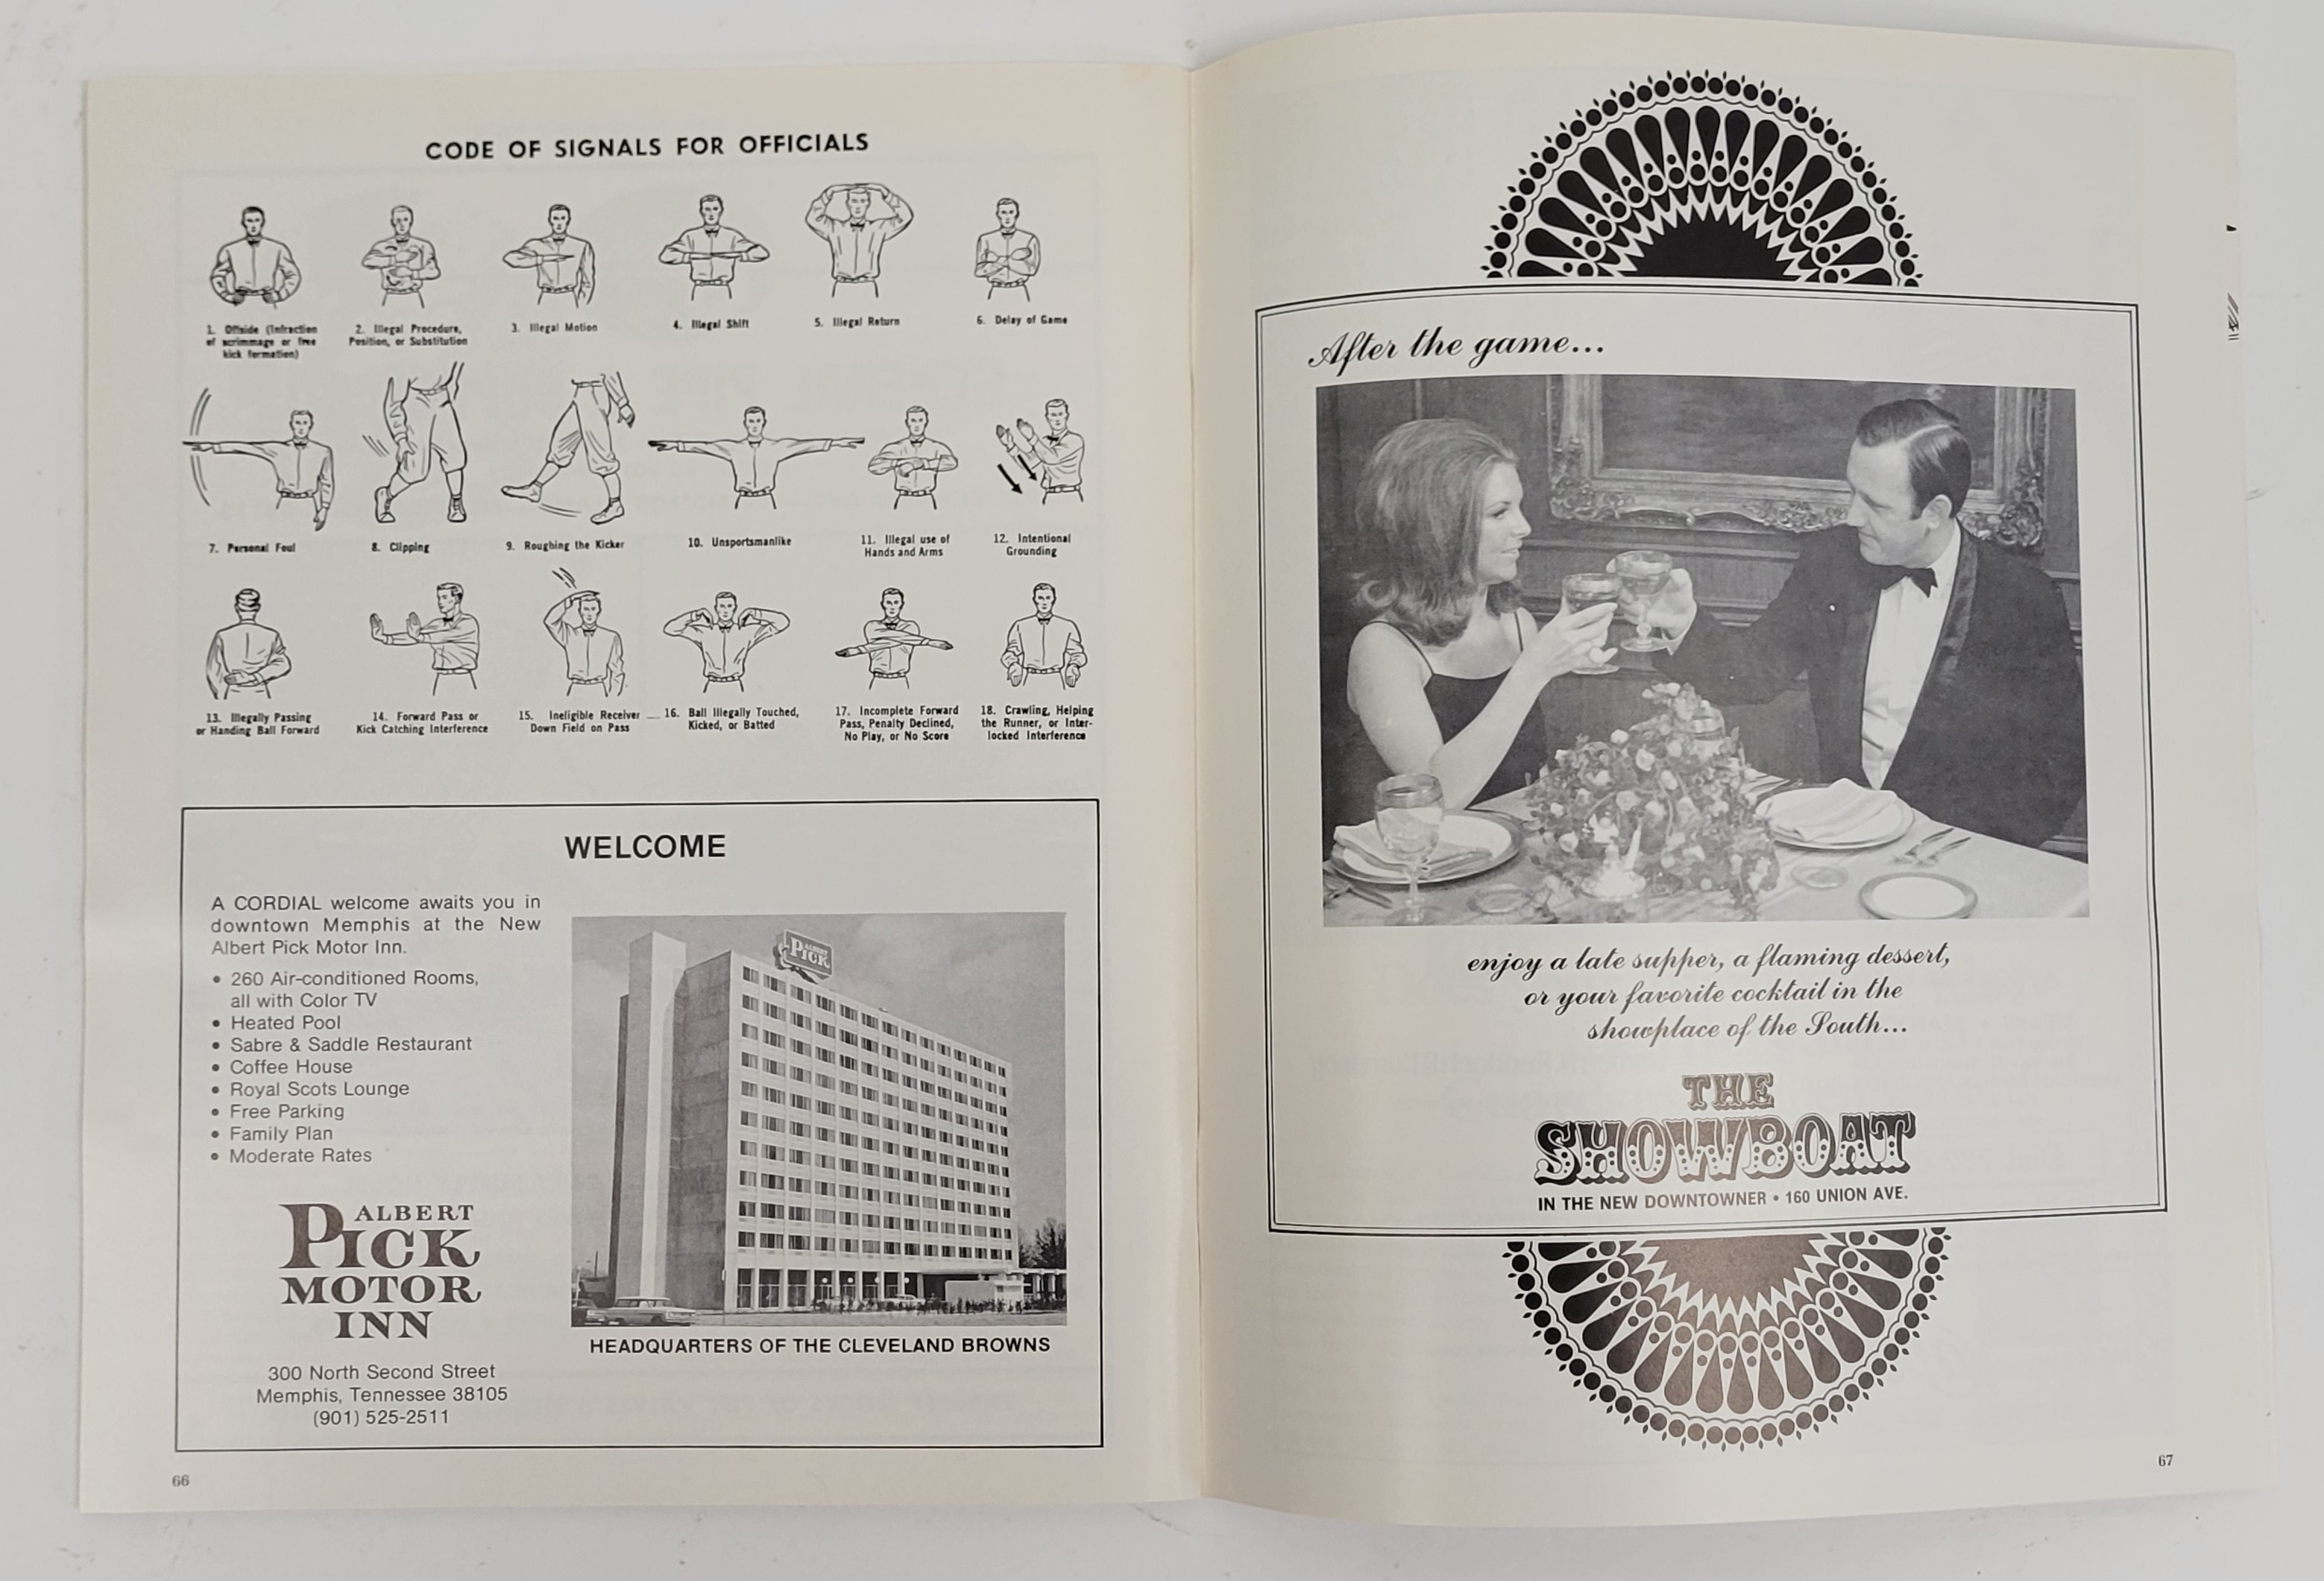 CODE OF SIGNALS FOR OFFICIALS
1. Offside (Infraction
of scrimmage or free
kick formation)
2. Illegal Procedure,
Position, or Substitution
3. Illegal Motion
4. Illegal Shift
5. Illegal Return
6. Delay of Game
7. Personal Foul
8. Clipping
9. Roughing the Kicker
10. Unsportsmanlike
11. Illegal use of
Hands and Arms
12. Intentional
Grounding
13. Illegally Passing
or Handing Ball Forward
14. Forward Pass or
Kick Catching Interference
15. Ineligible Receiver
Down Field on Pass
16. Ball Illegally Touched,
Kicked, or Batted
17. Incomplete Forward
Pass, Penalty Declined,
No Play, or No Score
18. Crawling, Helping
the Runner, or Inter-
locked Interference
WELCOME
A CORDIAL welcome awaits you in
downtown Memphis at the New
Albert Pick Motor Inn.
• 260 Air-conditioned Rooms,
all with Color TV
• Heated Pool
• Sabre & Saddle Restaurant
• Coffee House
• Royal Scots Lounge
• Free Parking
• Family Plan
• Moderate Rates
ALBERT
PICK
MOTOR
INN
300 North Second Street
Memphis, Tennessee 38105
(901) 525-2511
ALBERT
PICK
HEADQUARTERS OF THE CLEVELAND BROWNS
66
After the game...
enjoy a late supper, a flaming dessert,
or your favorite cocktail in the
showplace of the South...
THE
SHOWBOAT
IN THE NEW DOWNTOWNER • 160 UNION AVE.
67